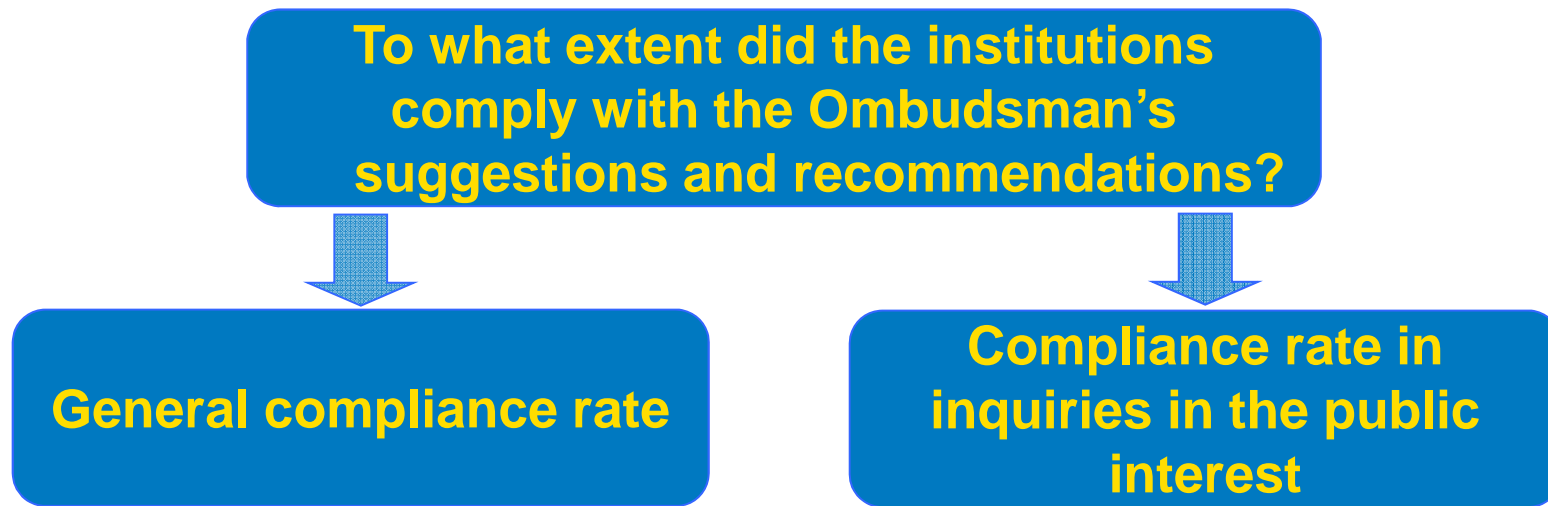 To what extent did the institutions
comply with the Ombudsman’s
suggestions and recommendations?
General compliance rate
Compliance rate in
inquiries in the public
interest